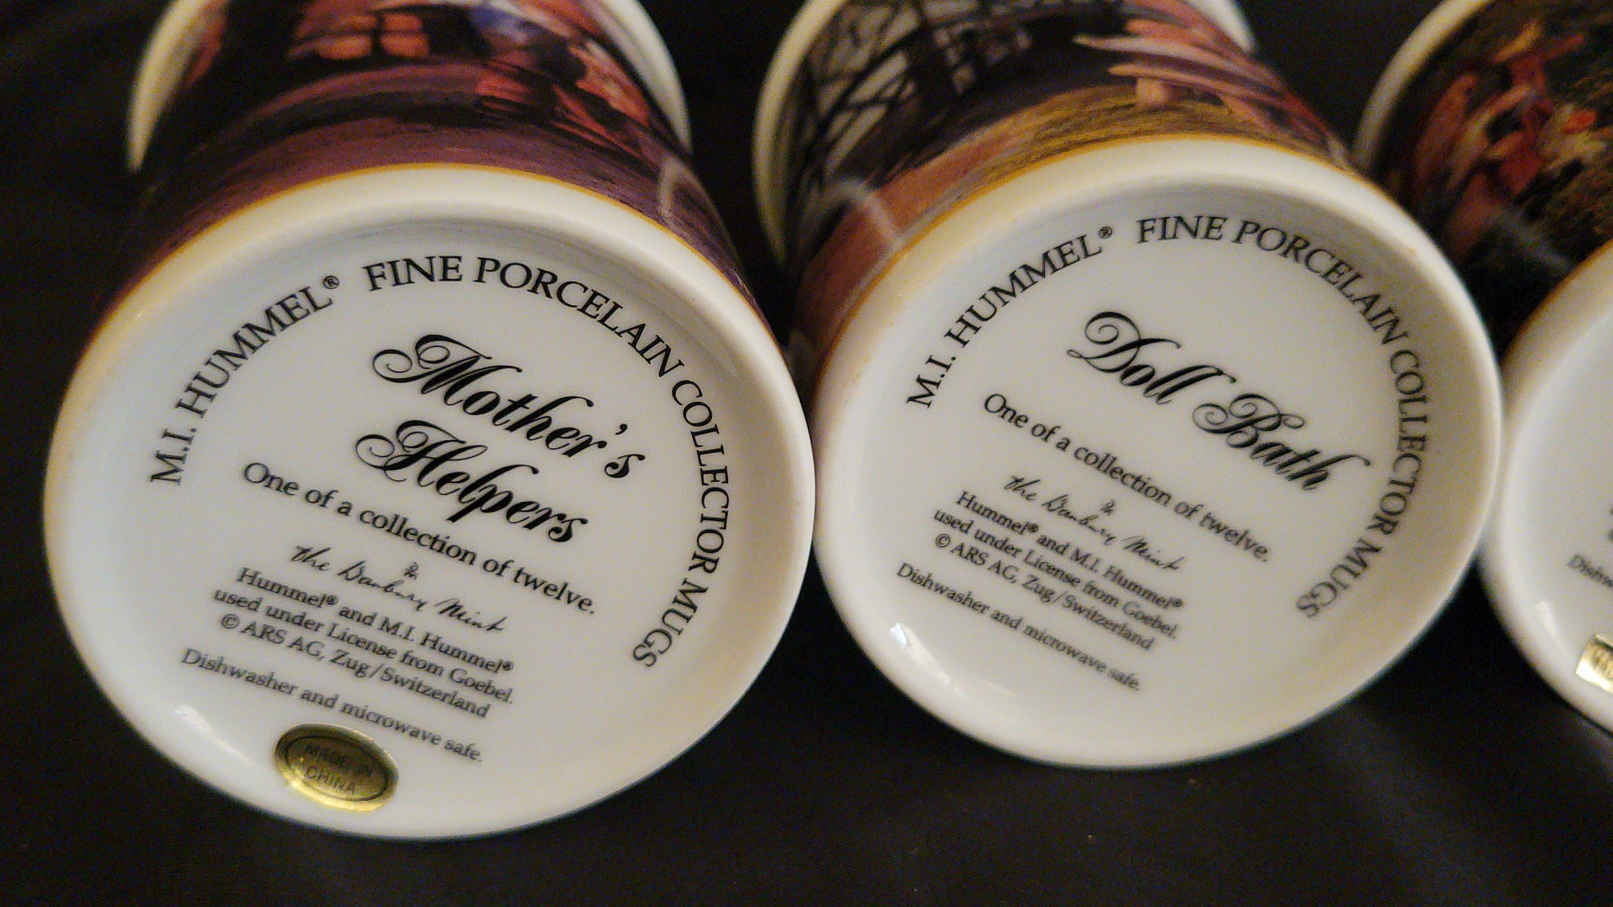 M.I. HUMMEL® FINE PORCELAIN COLLECTOR MUGS
Mother's
Helpers
One of a collection of twelve.
the Danbury Mint
Hummel® and M.I. Hummel®
used under License from Goebel.
© ARS AG, Zug/Switzerland
Dishwasher and microwave safe.
MADE IN
CHINA
M.I. HUMMEL® FINE PORCELAIN COLLECTOR MUGS
Doll Bath
One of a collection of twelve.
the Danbury Mint
Hummel® and M.I. Hummel®
used under License from Goebel.
© ARS AG, Zug/Switzerland
Dishwasher and microwave safe.